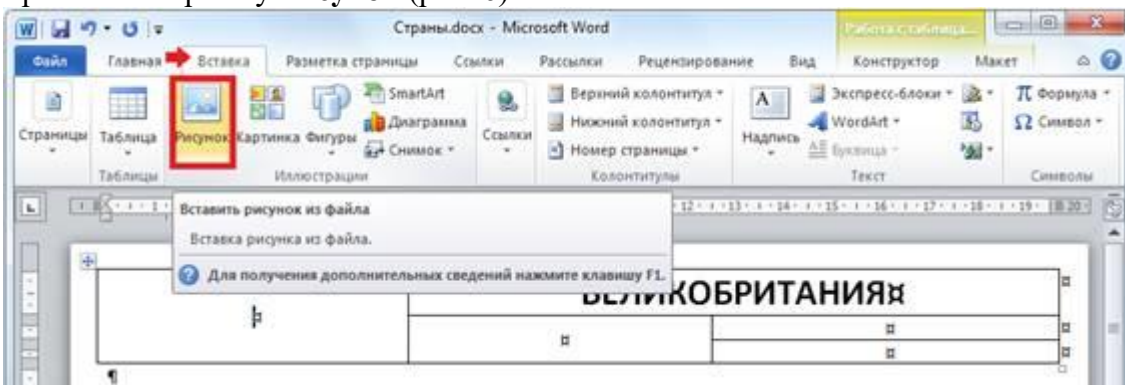 Страны.docx - Microsoft Word
Работа с таблица...
Файл Главная Вставка Разметка страницы Ссылки Рассылки Рецензирование Вид Конструктор Макет
SmartArt Верхний колонтитул Экспресс-блоки Формула
Страницы Таблица Рисунок Картинка Фигуры Диаграмма Ссылки Нижний колонтитул Надпись WordArt Символ
Снимок Номер страницы Буквица
Таблицы Иллюстрации Колонтитулы Текст Символы
Вставить рисунок из файла
Вставка рисунка из файла.
Для получения дополнительных сведений нажмите клавишу F1.
ВЕЛИКОБРИТАНИЯ¤